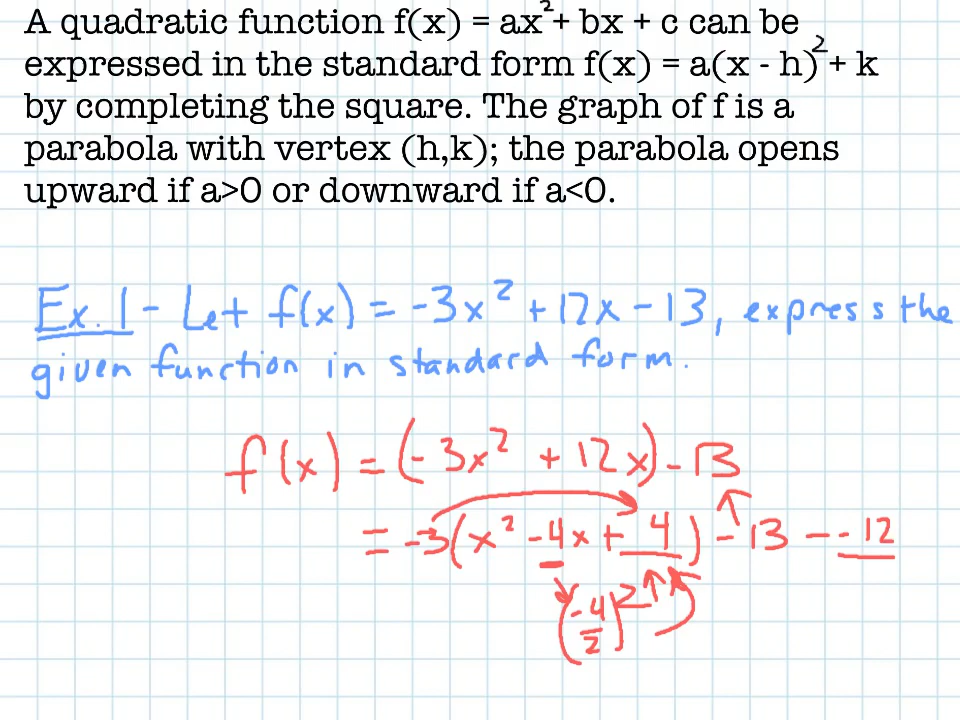 A quadratic function f(x) = ax²+ bx + c can be
expressed in the standard form f(x) = a(x - h)² + k
by completing the square. The graph of f is a
parabola with vertex (h,k); the parabola opens
upward if a>0 or downward if a<0.
Ex. 1 - Let f(x) = -3x² + 12x - 13, express the
given function in standard form.
f(x) = (-3x² + 12x) - 13
= -3(x² - 4x + 4) - 13 - -12
(-4/2)²